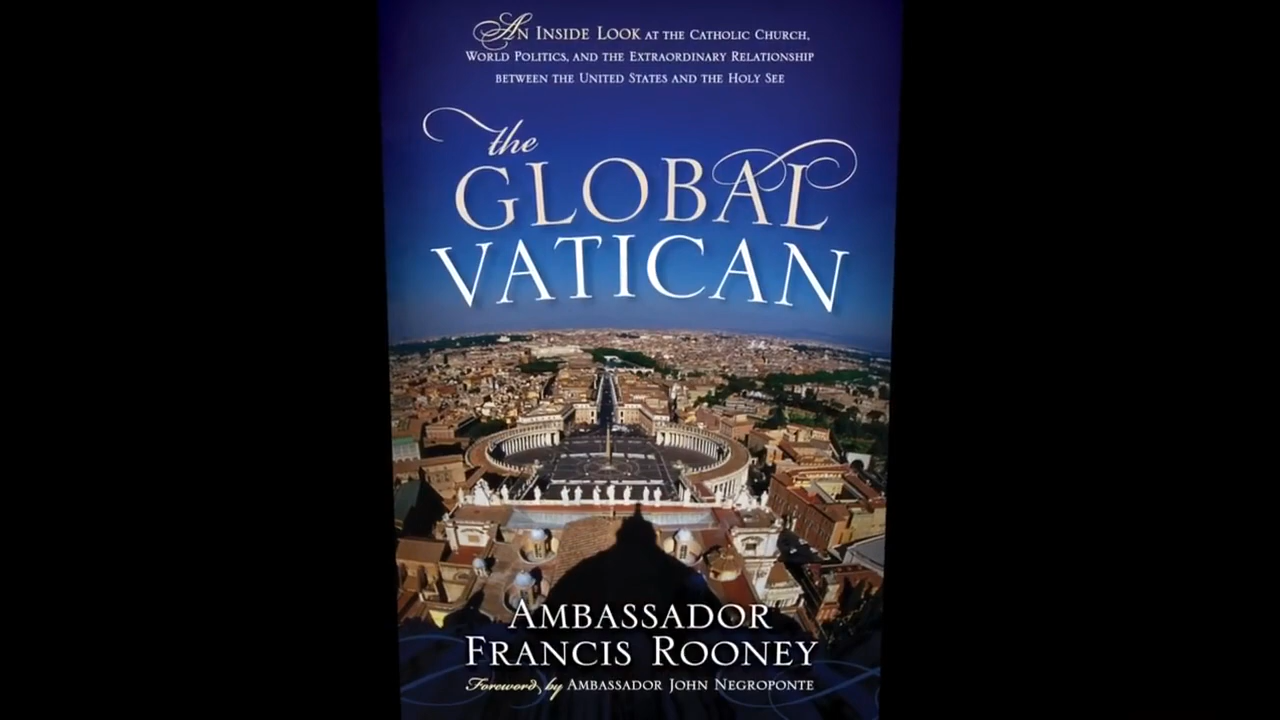 An Inside Look at the Catholic Church,
World Politics, and the Extraordinary Relationship
between the United States and the Holy See
the
GLOBAL
VATICAN
Ambassador
Francis Rooney
Foreword by Ambassador John Negroponte